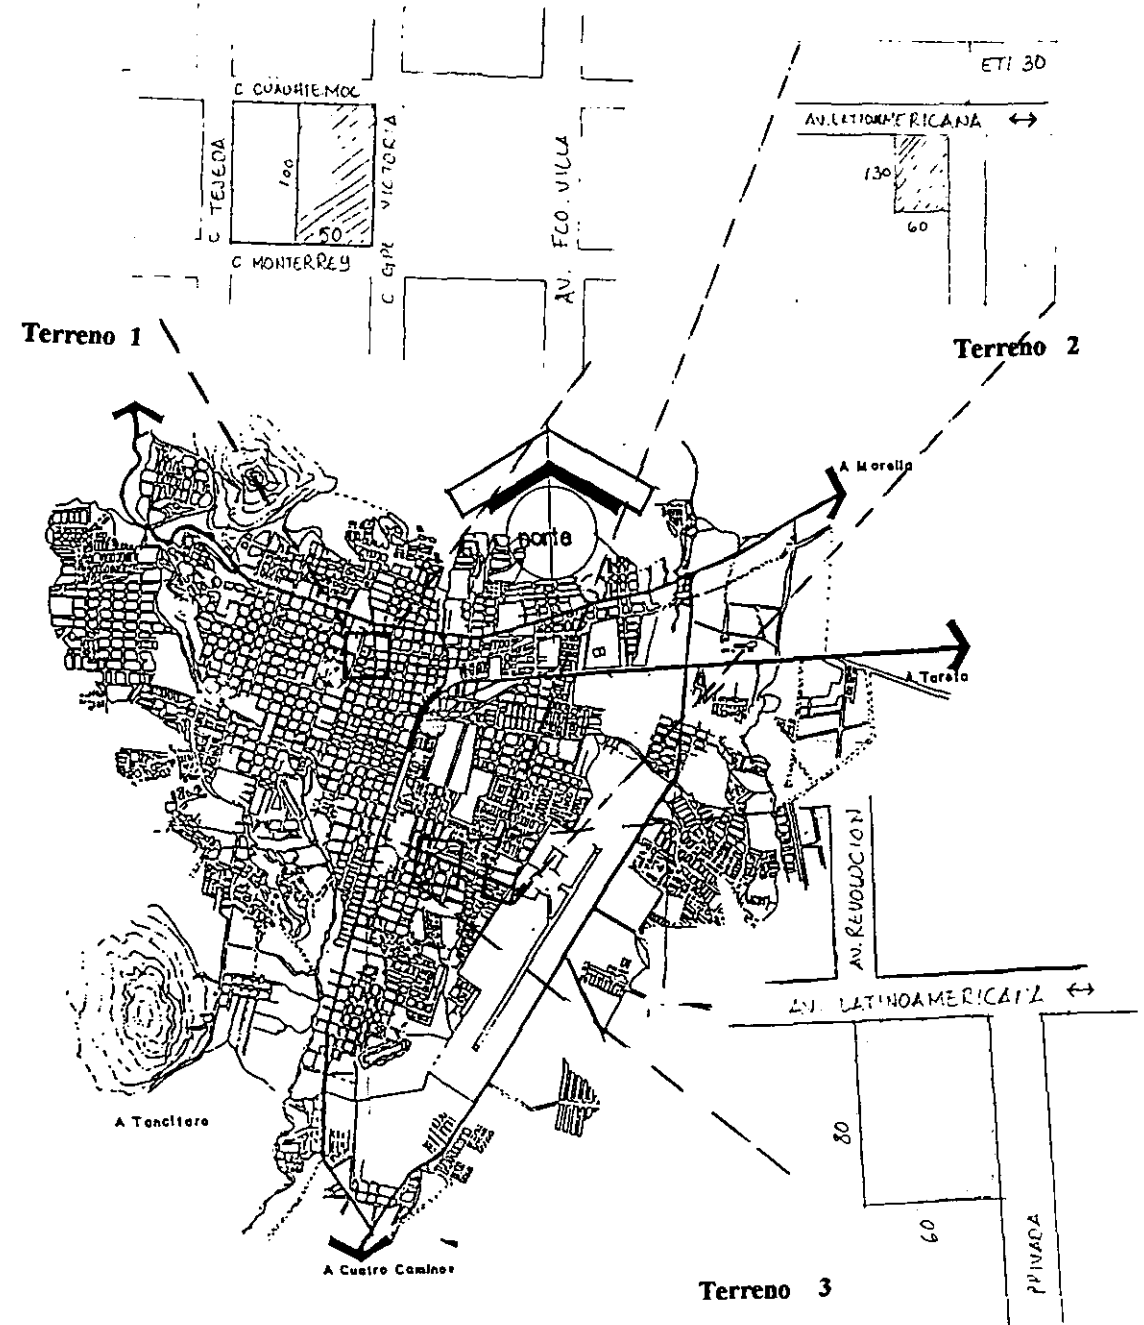 ETI 30
C CUAUHTEMOC
AV. LATIOAMERICANA ↔
C TEJEDA
100
C GPE VICTORIA
AV. FCO. VILLA
130
50
60
C MONTERREY
Terreno 1
Terreno 2
A Morelia
norte
A Tareta
AV. REVOLUCION
AV. LATINOAMERICANA ↔
A Tancitaro
80
60
PRIVADA
A Cuatro Caminos
Terreno 3